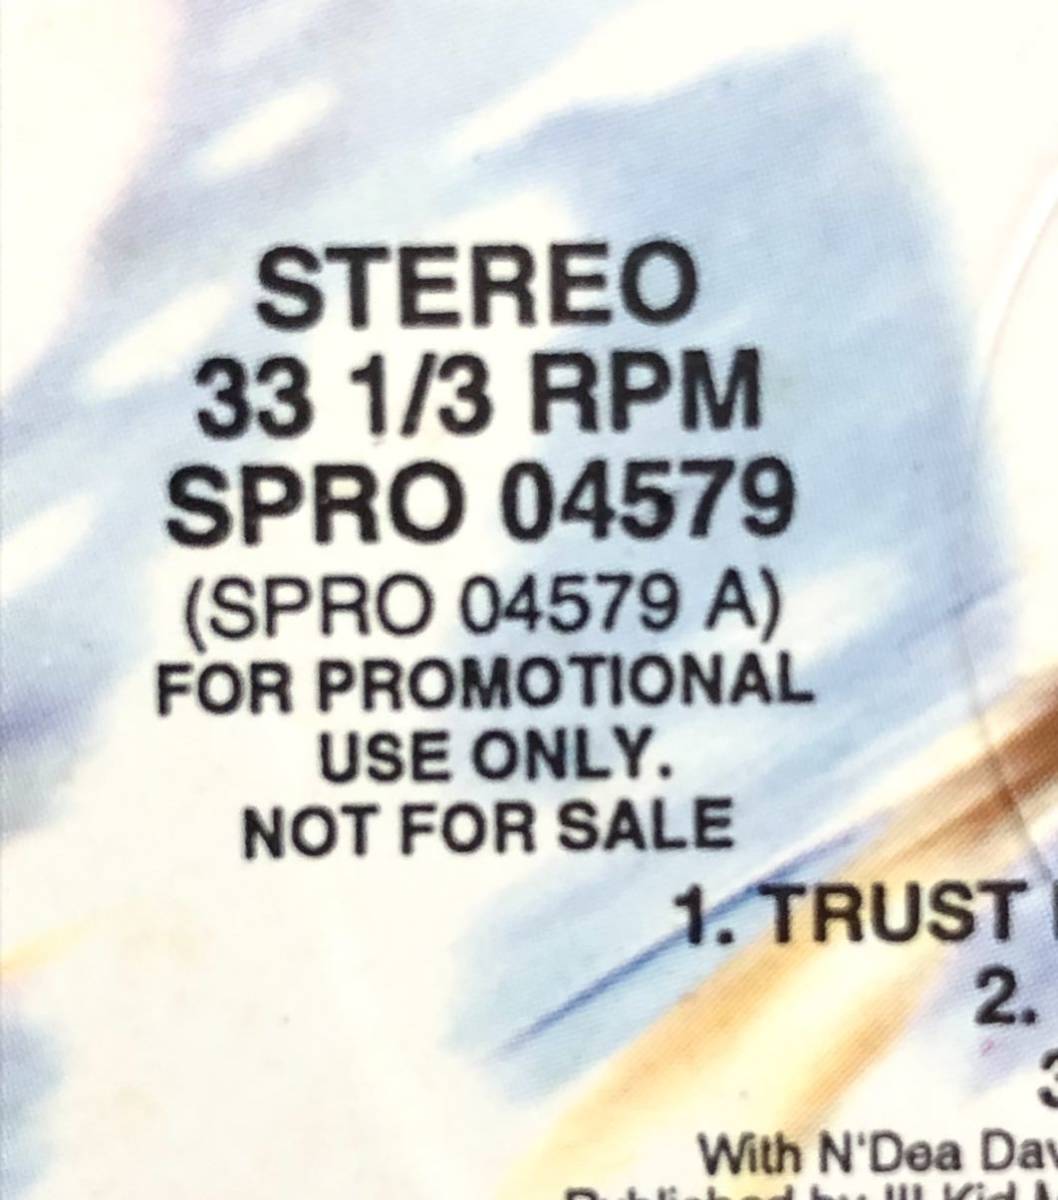 STEREO
33 1/3 RPM
SPRO 04579
(SPRO 04579 A)
FOR PROMOTIONAL
USE ONLY.
NOT FOR SALE
1. TRUST
2.
3
With N'Dea Dav